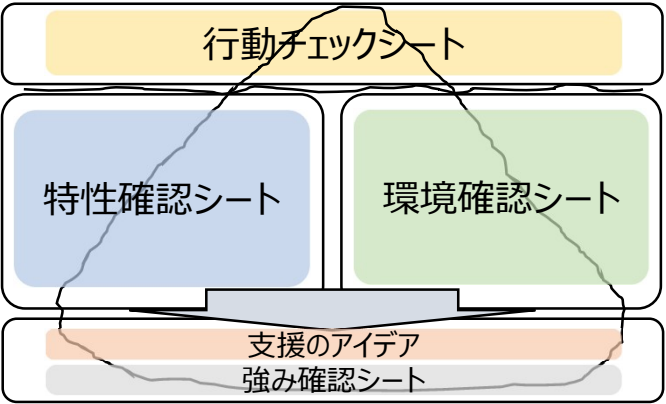 行動チェックシート
特性確認シート
環境確認シート
支援のアイデア
強み確認シート